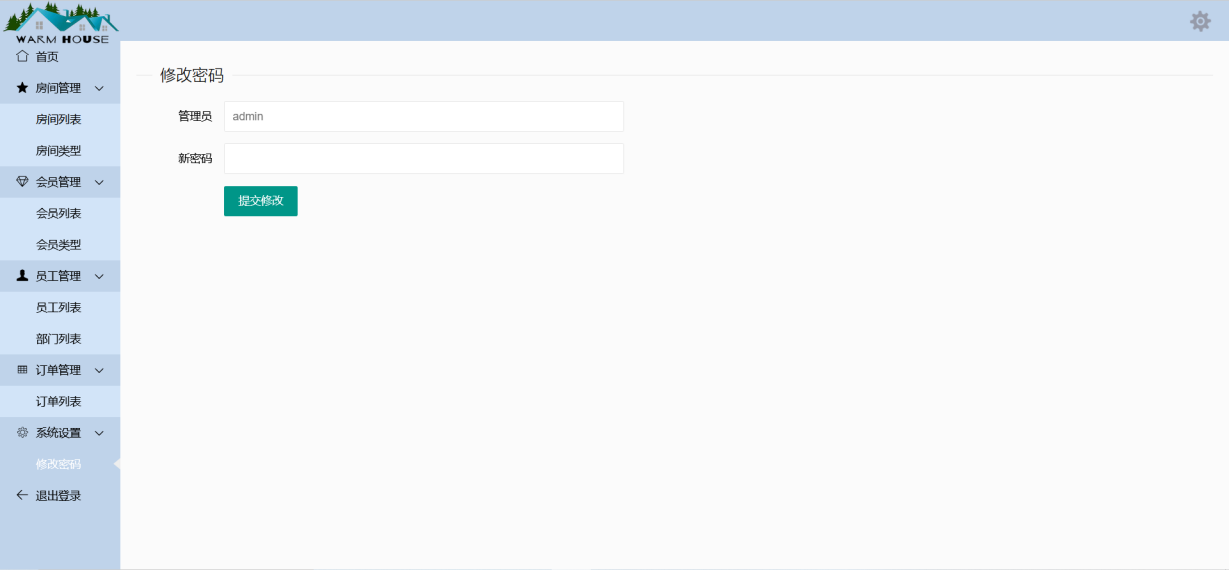 WARM HOUSE
首页
房间管理
房间列表
房间类型
会员管理
会员列表
会员类型
员工管理
员工列表
部门列表
订单管理
订单列表
系统设置
修改密码
退出登录
修改密码
管理员 admin
新密码
提交修改